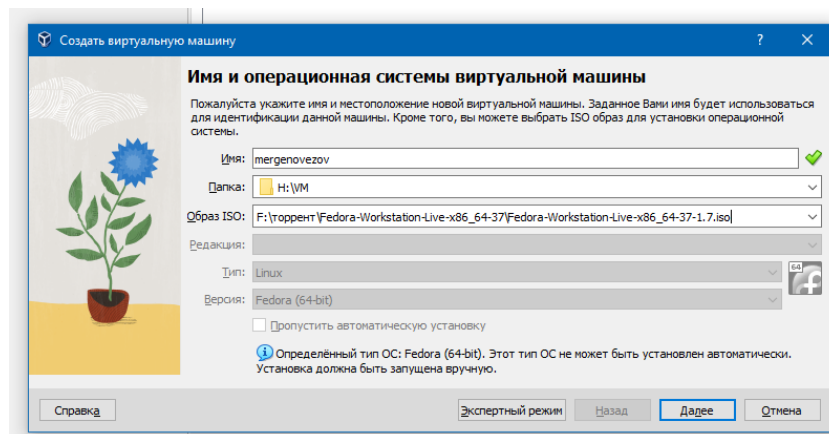 Создать виртуальную машину
Имя и операционная системы виртуальной машины
Пожалуйста укажите имя и местоположение новой виртуальной машины. Заданное Вами имя будет использоваться
для идентификации данной машины. Кроме того, вы можете выбрать ISO образ для установки операционной
системы.
Имя: mergenovezov
Папка: H:\VM
Образ ISO: F:\торрент\Fedora-Workstation-Live-x86_64-37\Fedora-Workstation-Live-x86_64-37-1.7.iso
Редакция:
Тип: Linux 64
Версия: Fedora (64-bit)
Пропустить автоматическую установку
Определённый тип ОС: Fedora (64-bit). Этот тип ОС не может быть установлен автоматически.
Установка должна быть запущена вручную.
Справка Экспертный режим Назад Далее Отмена